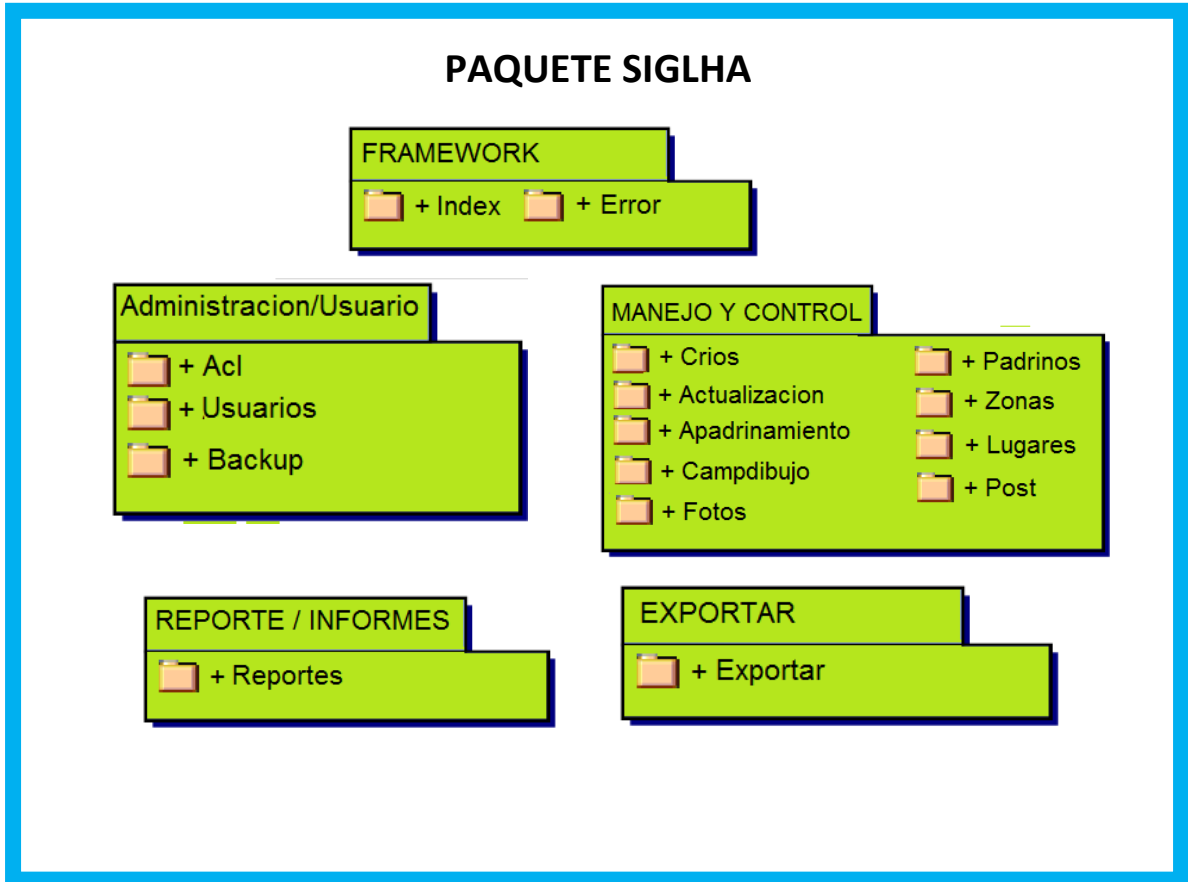 PAQUETE SIGLHA
FRAMEWORK
+ Index + Error
Administracion/Usuario
+ Acl
+ Usuarios
+ Backup
MANEJO Y CONTROL
+ Crios
+ Actualizacion
+ Apadrinamiento
+ Campdibujo
+ Fotos
+ Padrinos
+ Zonas
+ Lugares
+ Post
REPORTE / INFORMES
+ Reportes
EXPORTAR
+ Exportar